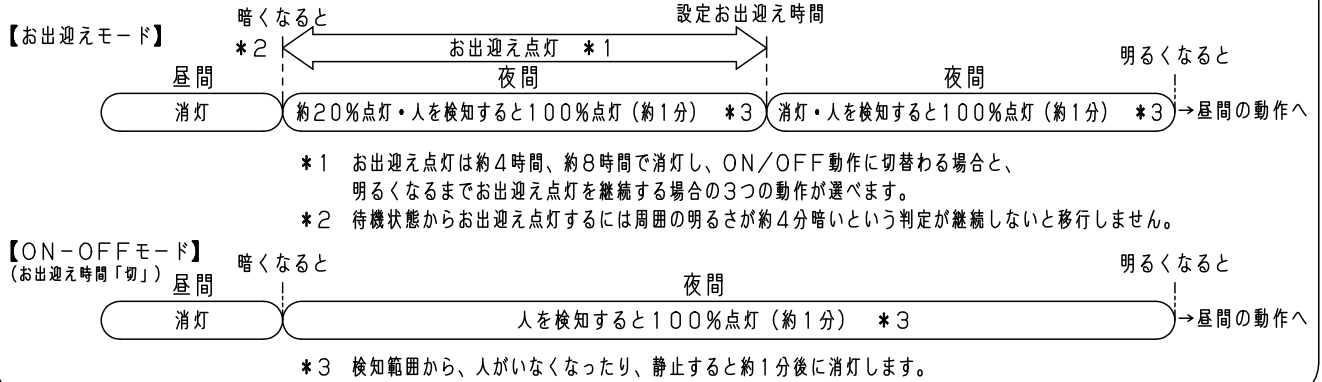 暗くなると
設定お出迎え時間
【お出迎えモード】
＊２
お出迎え点灯　＊１
明るくなると
昼間
夜間
夜間
消灯
約２０％点灯・人を検知すると１００％点灯（約１分）　＊３
消灯・人を検知すると１００％点灯（約１分）　＊３
→昼間の動作へ
＊１　お出迎え点灯は約４時間、約８時間で消灯し、ＯＮ／ＯＦＦ動作に切替わる場合と、
明るくなるまでお出迎え点灯を継続する場合の３つの動作が選べます。
＊２　待機状態からお出迎え点灯するには周囲の明るさが約４分暗いという判定が継続しないと移行しません。
【ＯＮ－ＯＦＦモード】
（お出迎え時間「切」）
暗くなると
明るくなると
昼間
夜間
消灯
人を検知すると１００％点灯（約１分）　＊３
→昼間の動作へ
＊３　検知範囲から、人がいなくなったり、静止すると約１分後に消灯します。